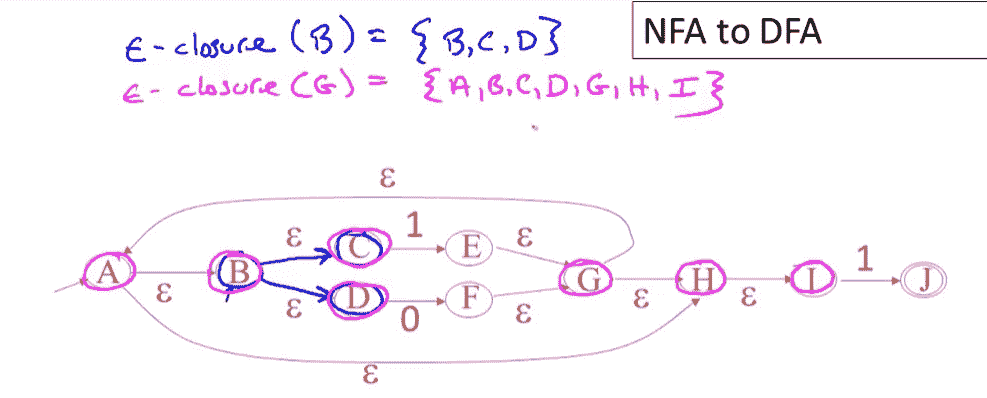 ε-closure (B) = {B, C, D}
NFA to DFA
ε-closure (G) = {A, B, C, D, G, H, I}
ε
ε C 1 E ε
A ε B G ε H ε I 1 J
ε D 0 F ε
ε